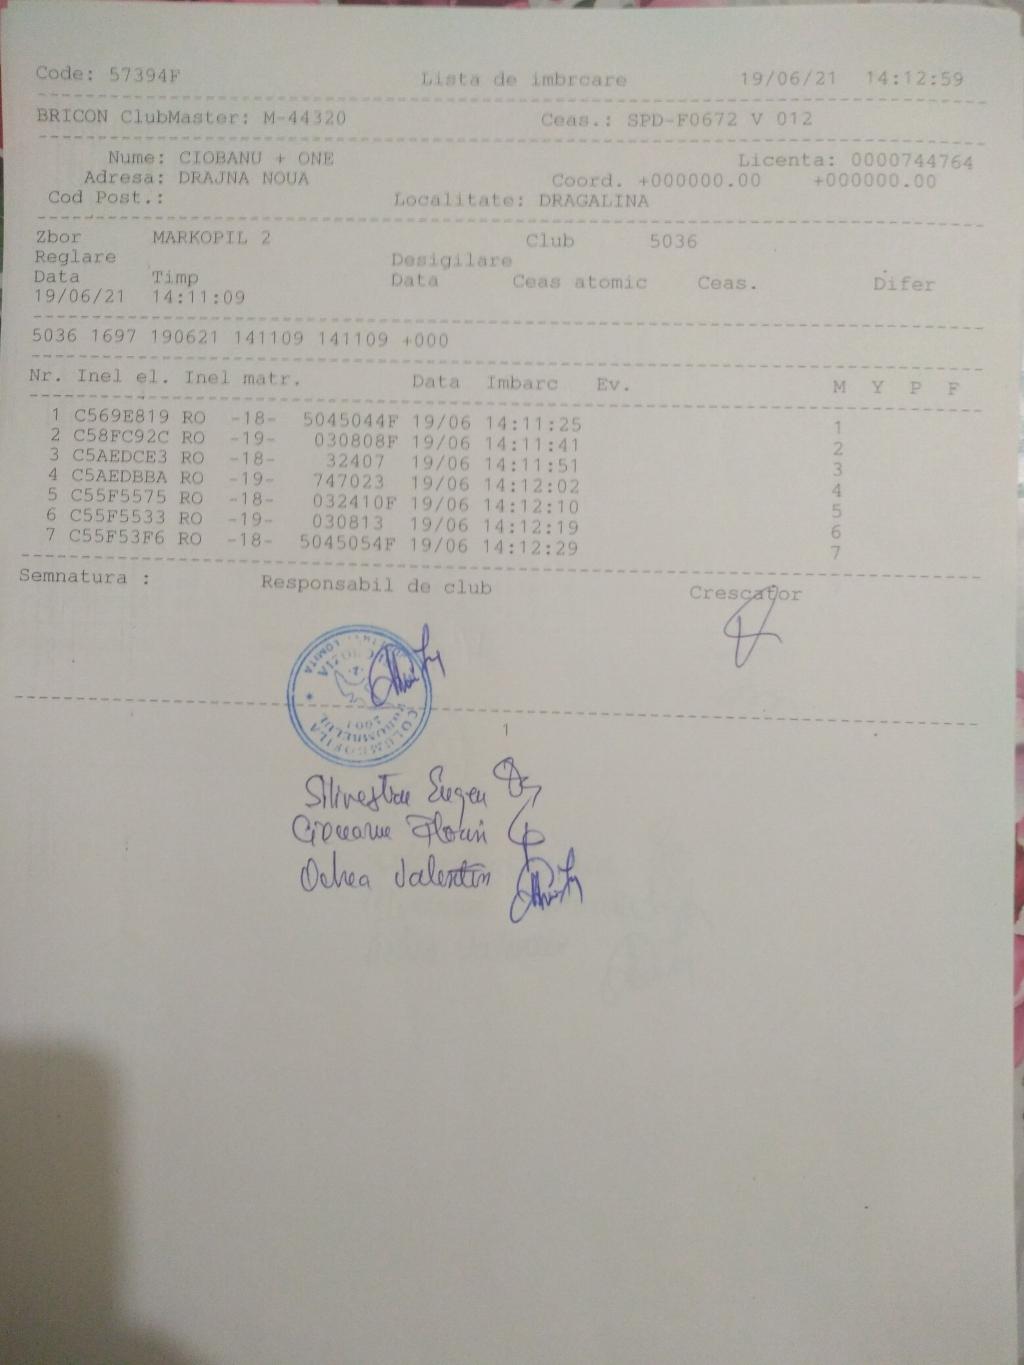 Code: 57394F Lista de imbrcare 19/06/21 14:12:59
BRICON ClubMaster: M-44320 Ceas.: SPD-F0672 V 012
Nume: CIOBANU + ONE Licenta: 0000744764
Adresa: DRAJNA NOUA Coord. +000000.00 +000000.00
Cod Post.: Localitate: DRAGALINA
Zbor MARKOPIL 2 Club 5036
Reglare Desigilare
Data Timp Data Ceas atomic Ceas. Difer
19/06/21 14:11:09
5036 1697 190621 141109 141109 +000
Nr. Inel el. Inel matr. Data Imbarc Ev. M Y P F
1 C569E819 RO -18- 5045044F 19/06 14:11:25 1
2 C58FC92C RO -19- 030808F 19/06 14:11:41 2
3 C5AEDCE3 RO -18- 32407 19/06 14:11:51 3
4 C5AEDBBA RO -19- 747023 19/06 14:12:02 4
5 C55F5575 RO -18- 032410F 19/06 14:12:10 5
6 C55F5533 RO -19- 030813 19/06 14:12:19 6
7 C55F53F6 RO -18- 5045054F 19/06 14:12:29 7
Semnatura : Responsabil de club Crescator
COLUMBOFILA
2001
1
Silivestru Eugen
Ochea Valentin